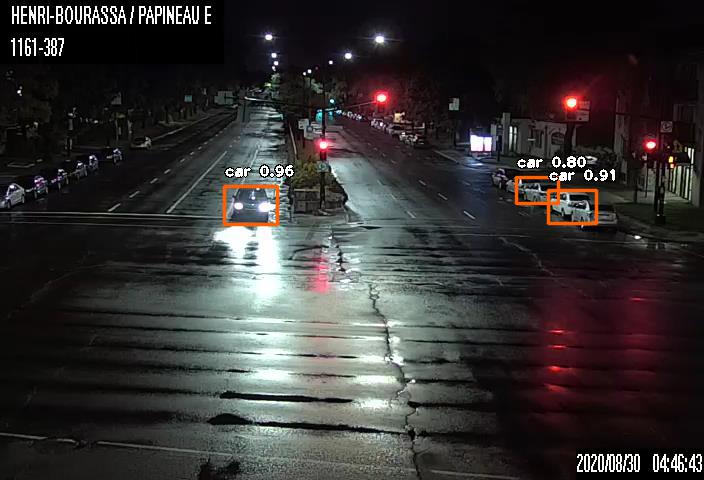 HENRI-BOURASSA / PAPINEAU E
1161-387
car 0.96
car 0.80
car 0.91
2020/08/30 04:46:43